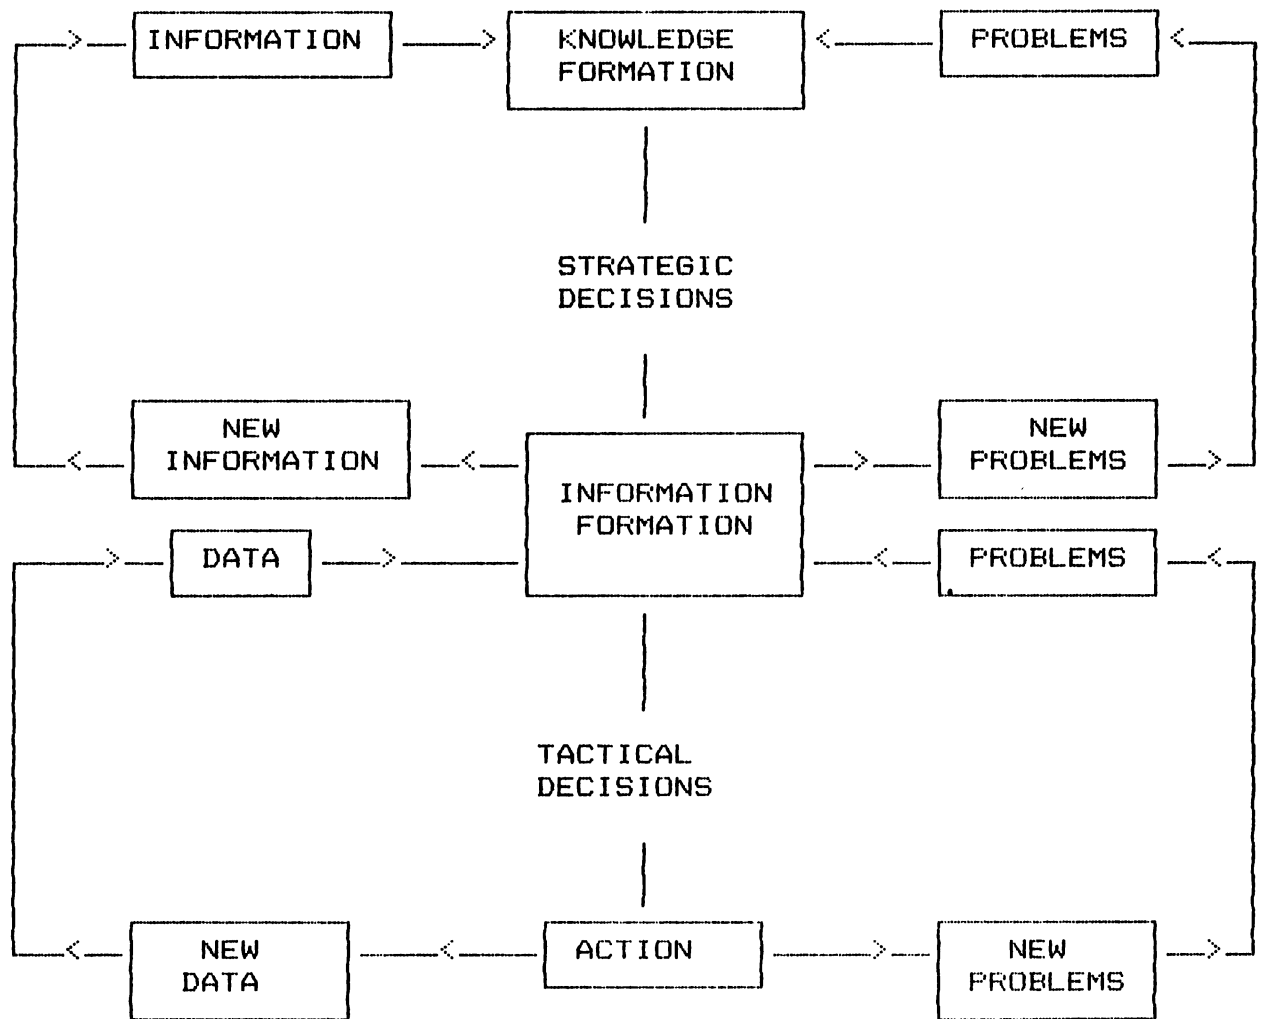 INFORMATION
KNOWLEDGE
FORMATION
PROBLEMS
STRATEGIC
DECISIONS
NEW
INFORMATION
INFORMATION
FORMATION
NEW
PROBLEMS
DATA
PROBLEMS
TACTICAL
DECISIONS
NEW
DATA
ACTION
NEW
PROBLEMS